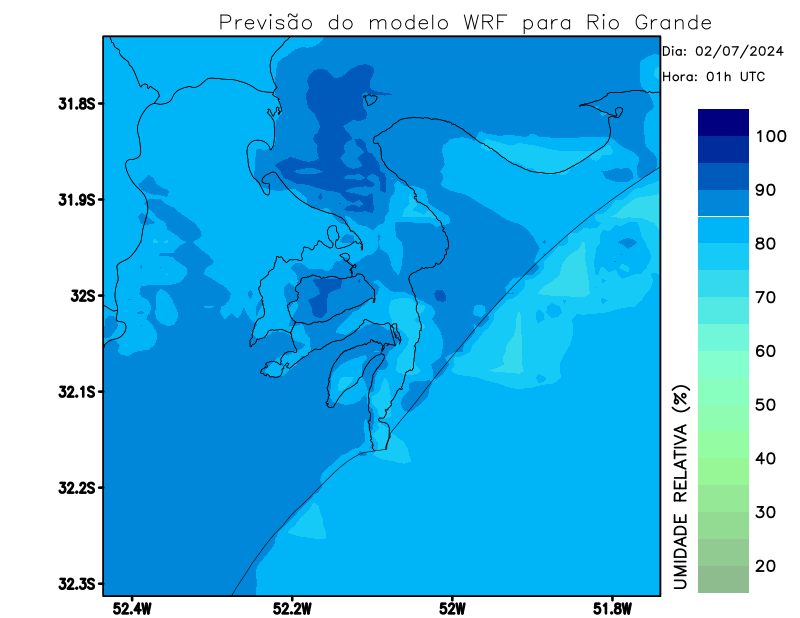 Previsão do modelo WRF para Rio Grande
Dia: 02/07/2024
Hora: 01h UTC
31.8S
31.9S
32S
32.1S
32.2S
32.3S
52.4W
52.2W
52W
51.8W
100
90
80
70
60
50
40
30
20
UMIDADE RELATIVA (%)